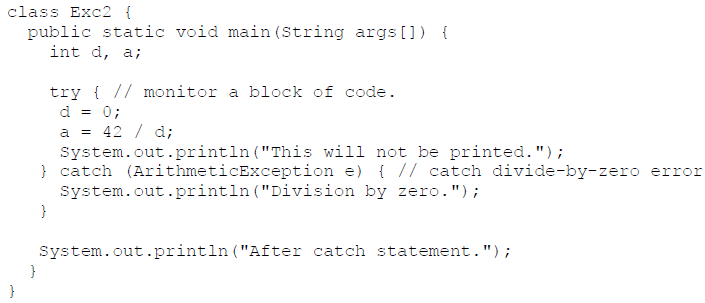 class Exc2 {
public static void main(String args[]) {
int d, a;
try { // monitor a block of code.
d = 0;
a = 42 / d;
System.out.println("This will not be printed.");
} catch (ArithmeticException e) { // catch divide-by-zero error
System.out.println("Division by zero.");
}
System.out.println("After catch statement.");
}
}